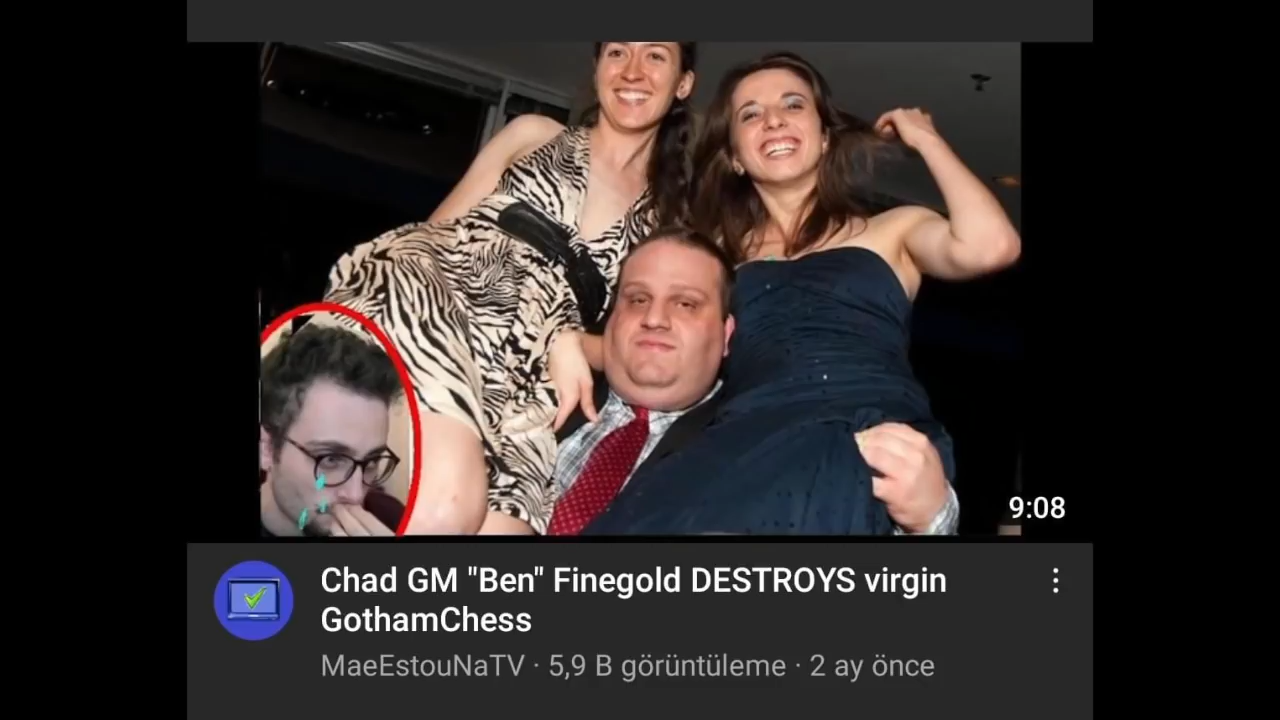 9:08
Chad GM "Ben" Finegold DESTROYS virgin
GothamChess
MaeEstouNaTV · 5,9 B görüntüleme · 2 ay önce